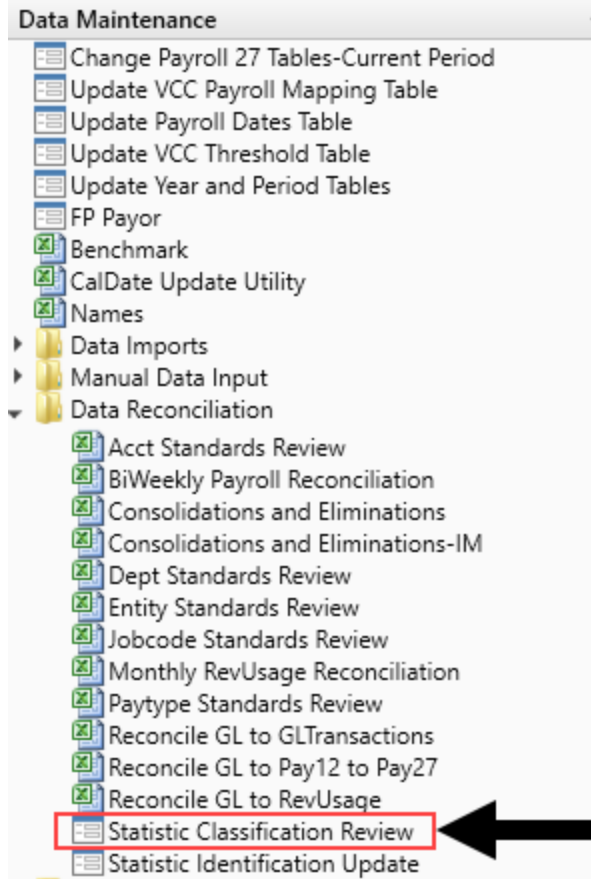 Data Maintenance
Change Payroll 27 Tables-Current Period
Update VCC Payroll Mapping Table
Update Payroll Dates Table
Update VCC Threshold Table
Update Year and Period Tables
FP Payor
Benchmark
CalDate Update Utility
Names
Data Imports
Manual Data Input
Data Reconciliation
Acct Standards Review
BiWeekly Payroll Reconciliation
Consolidations and Eliminations
Consolidations and Eliminations-IM
Dept Standards Review
Entity Standards Review
Jobcode Standards Review
Monthly RevUsage Reconciliation
Paytype Standards Review
Reconcile GL to GLTransactions
Reconcile GL to Pay12 to Pay27
Reconcile GL to RevUsage
Statistic Classification Review
Statistic Identification Update